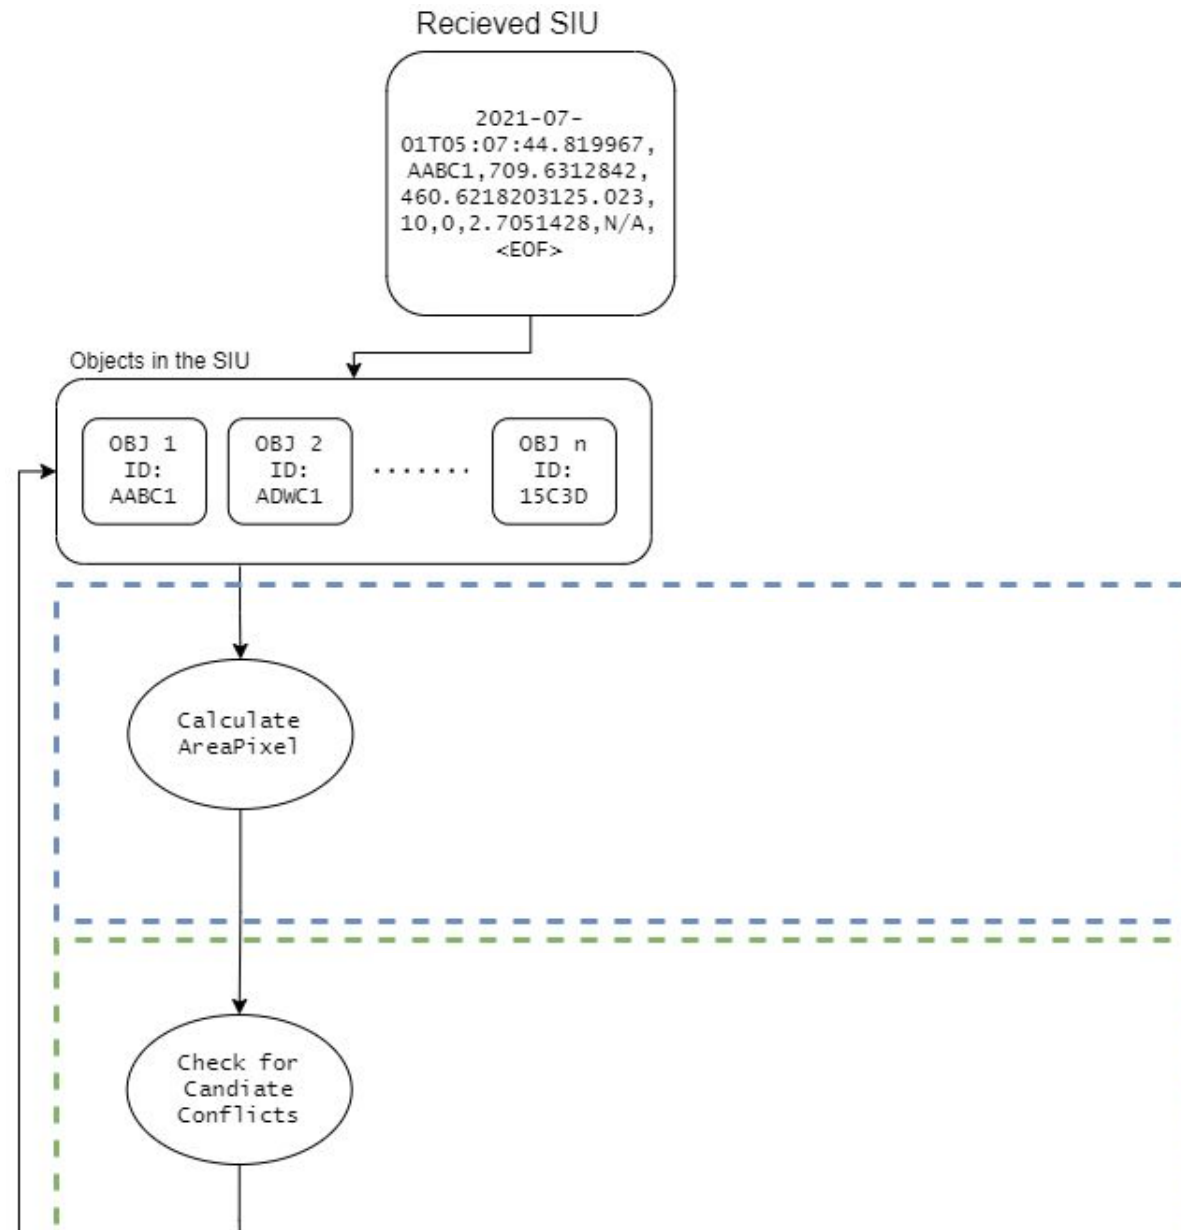 Recieved SIU
2021-07-
01T05:07:44.819967,
AABC1,709.6312842,
460.6218203125.023,
10,0,2.7051428,N/A,
<EOF>
Objects in the SIU
OBJ 1
ID:
AABC1
OBJ 2
ID:
ADWC1
.......
OBJ n
ID:
15C3D
Calculate
AreaPixel
Check for
Candiate
Conflicts